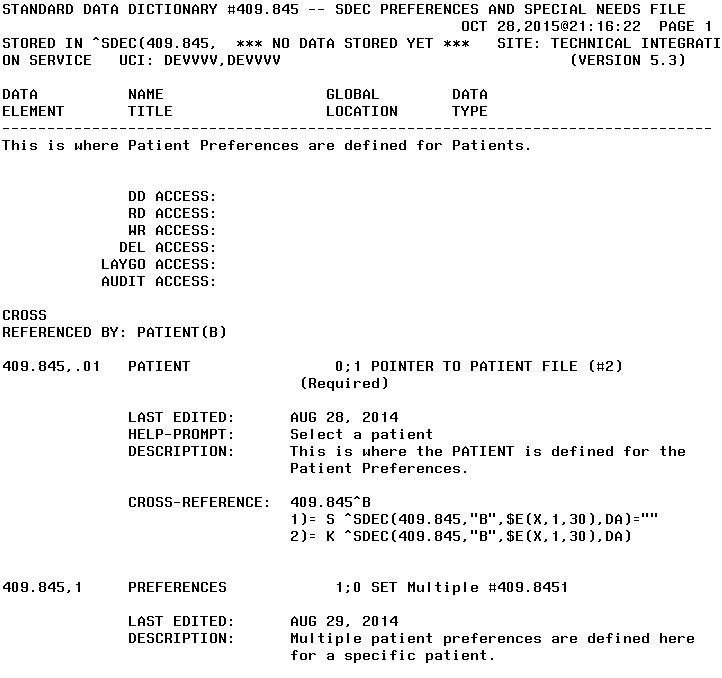 STANDARD DATA DICTIONARY #409.845 -- SDEC PREFERENCES AND SPECIAL NEEDS FILE
OCT 28,2015@21:16:22  PAGE 1
STORED IN ^SDEC(409.845,  *** NO DATA STORED YET ***   SITE: TECHNICAL INTEGRATI
ON SERVICE   UCI: DEVVVV,DEVVVV                                (VERSION 5.3)
DATA          NAME                  GLOBAL        DATA
ELEMENT       TITLE                 LOCATION      TYPE
-------------------------------------------------------------------------------
This is where Patient Preferences are defined for Patients.
DD ACCESS:
RD ACCESS:
WR ACCESS:
DEL ACCESS:
LAYGO ACCESS:
AUDIT ACCESS:
CROSS
REFERENCED BY: PATIENT(B)
409.845,.01   PATIENT                0;1 POINTER TO PATIENT FILE (#2)
(Required)
LAST EDITED:      AUG 28, 2014
HELP-PROMPT:      Select a patient
DESCRIPTION:      This is where the PATIENT is defined for the
Patient Preferences.
CROSS-REFERENCE:  409.845^B
1)= S ^SDEC(409.845,"B",$E(X,1,30),DA)=""
2)= K ^SDEC(409.845,"B",$E(X,1,30),DA)
409.845,1     PREFERENCES            1;0 SET Multiple #409.8451
LAST EDITED:      AUG 29, 2014
DESCRIPTION:      Multiple patient preferences are defined here
for a specific patient.